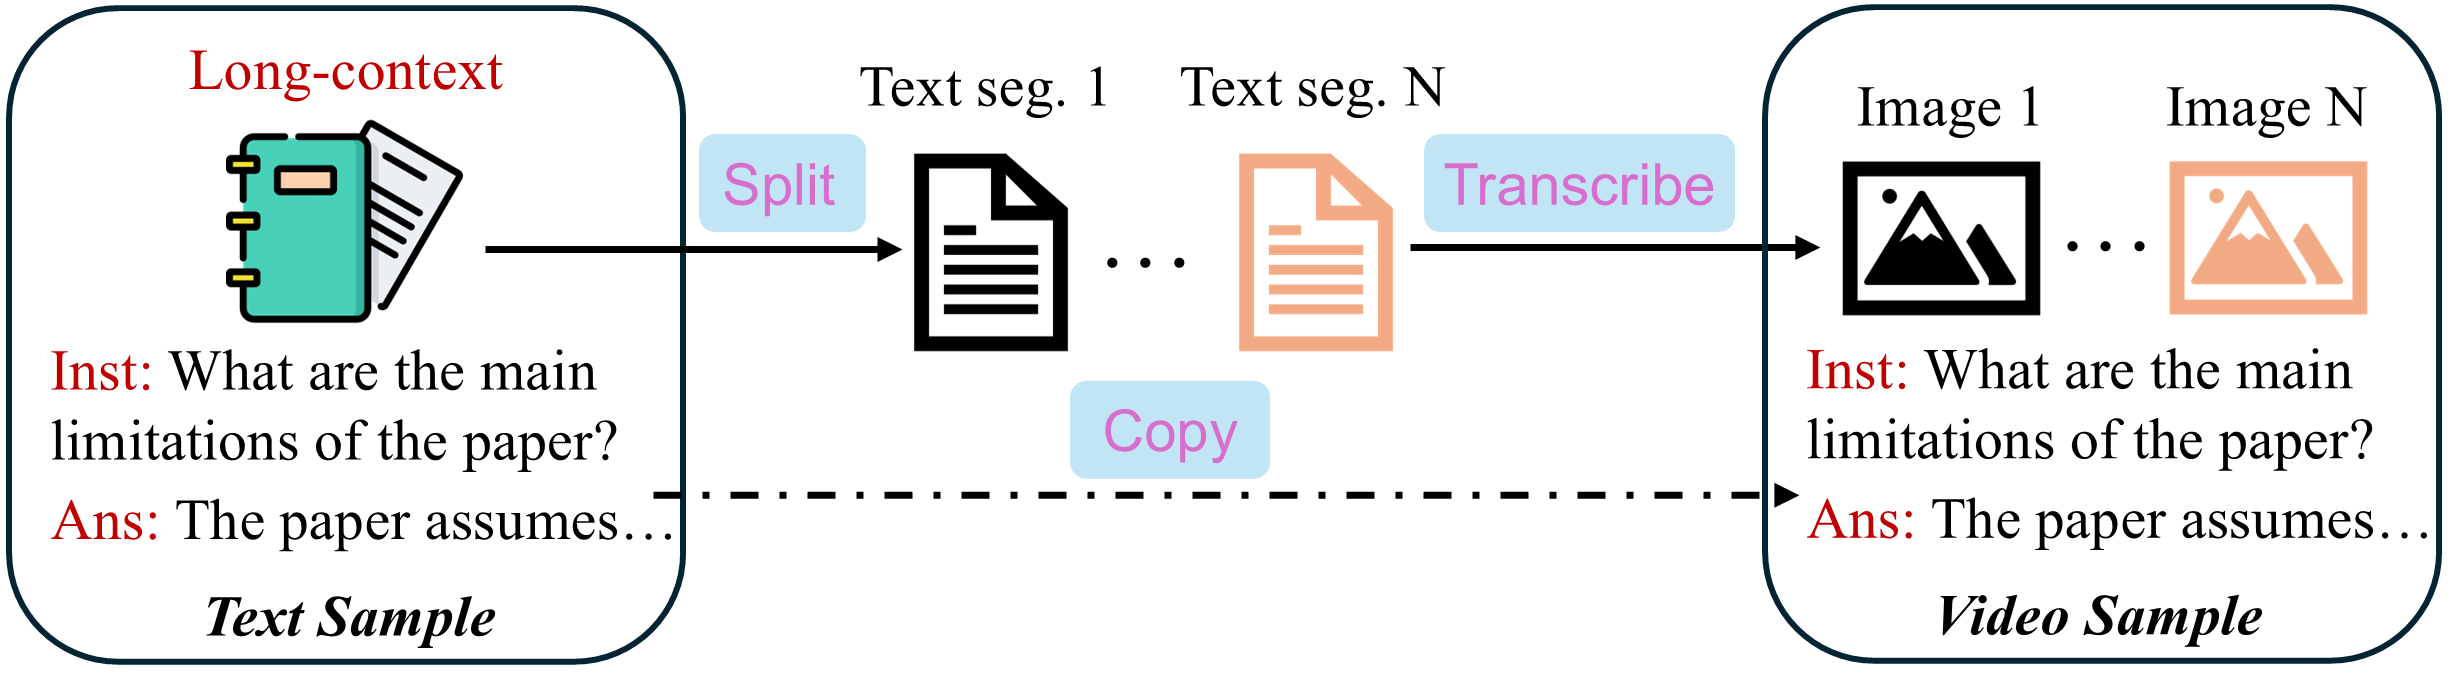 Long-context
Inst: What are the main
limitations of the paper?
Ans: The paper assumes…
Text Sample
Split
Text seg. 1
Text seg. N
…
Transcribe
Copy
Image 1
Image N
…
Inst: What are the main
limitations of the paper?
Ans: The paper assumes…
Video Sample